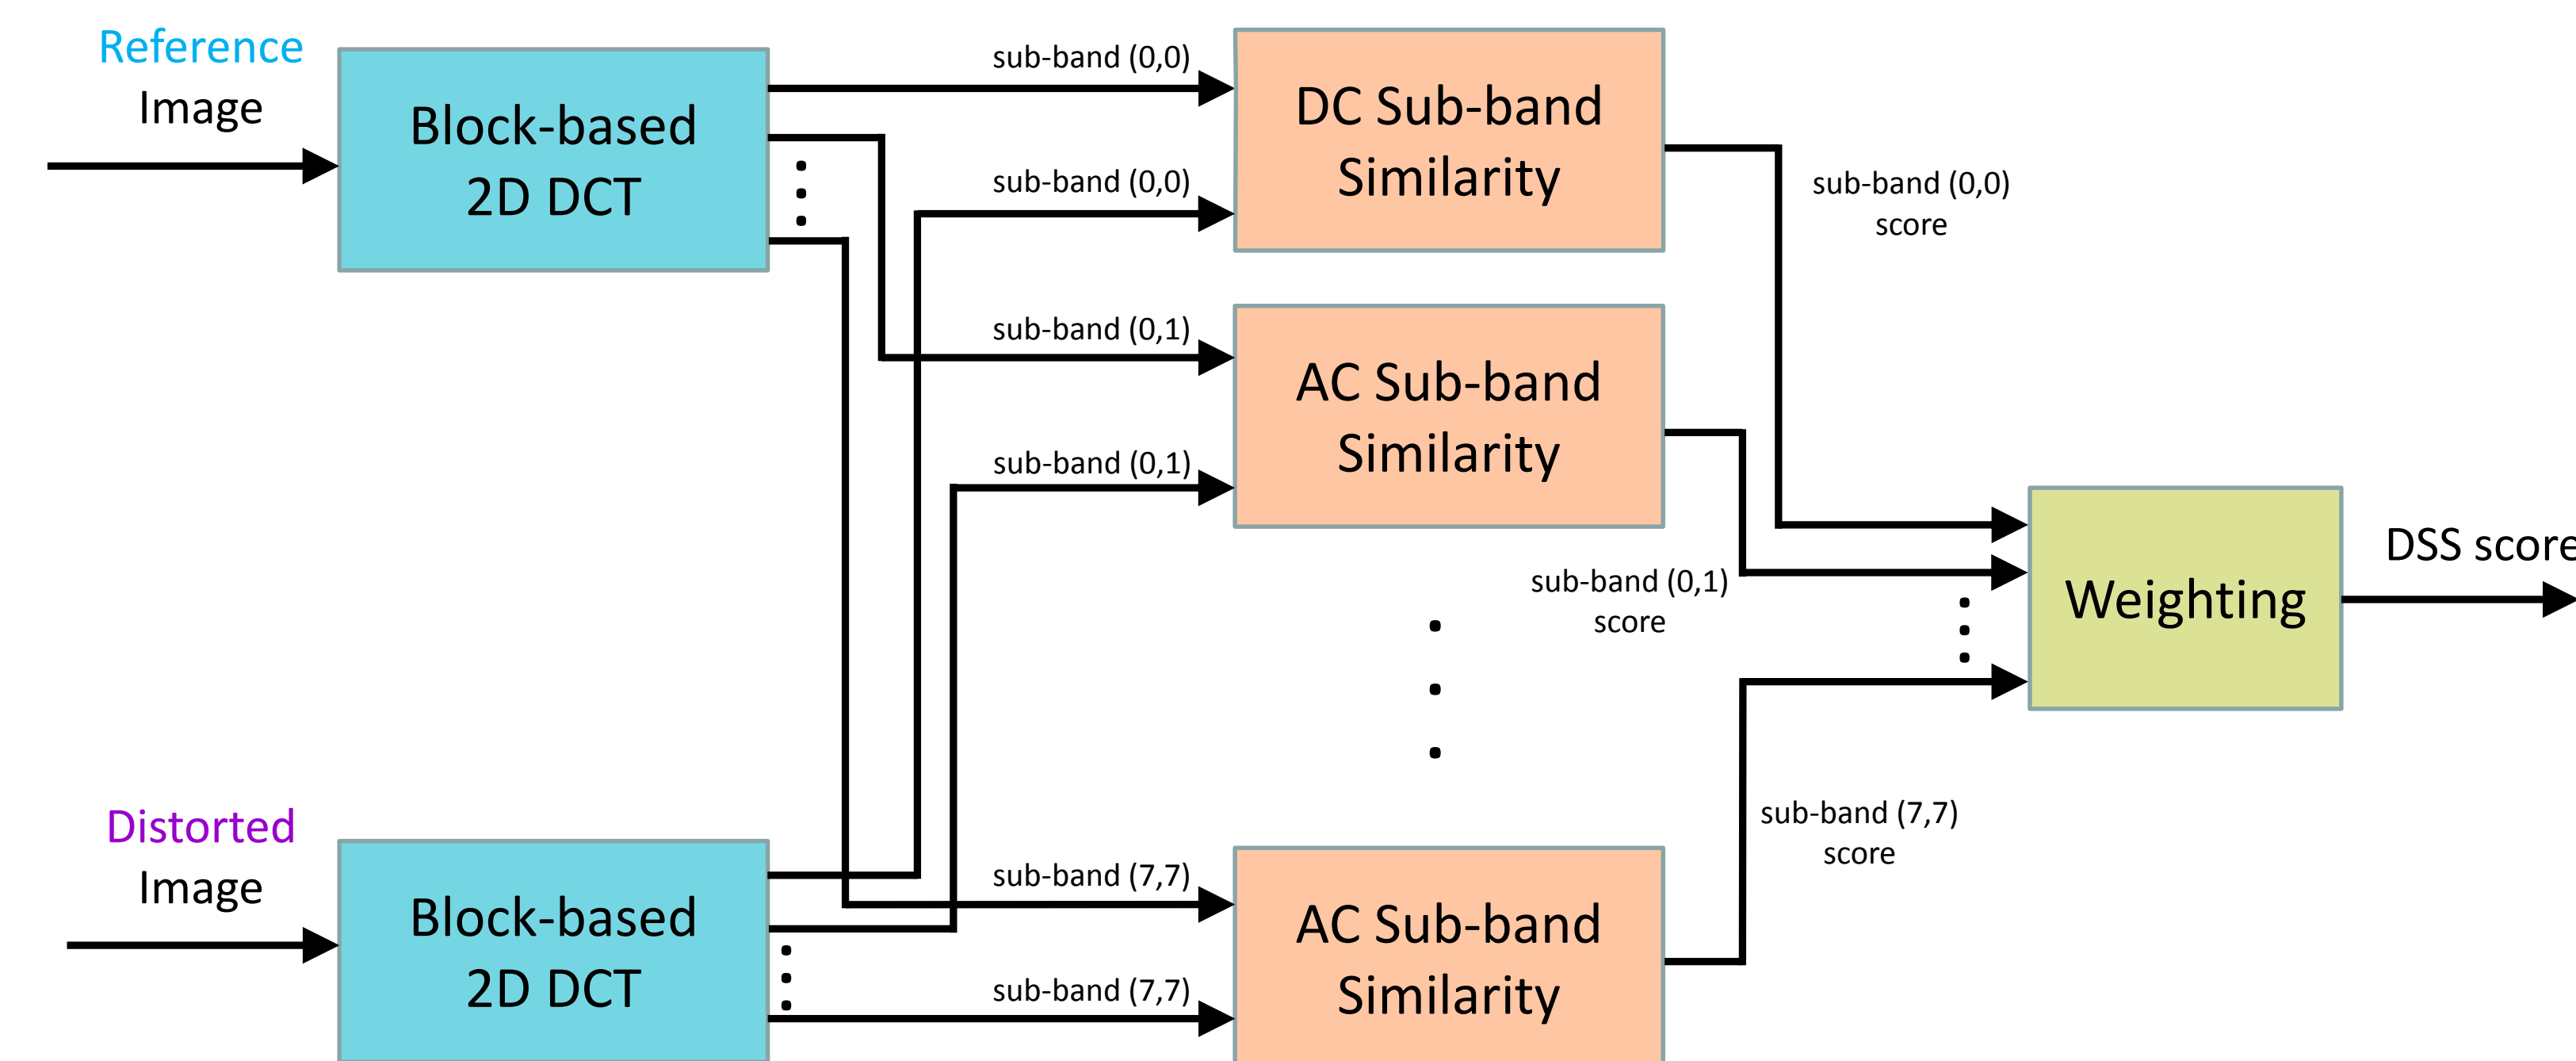 Reference
Image
Block-based
2D DCT
sub-band (0,0)
sub-band (0,0)
DC Sub-band
Similarity
sub-band (0,0)
score
sub-band (0,1)
sub-band (0,1)
AC Sub-band
Similarity
sub-band (0,1)
score
Weighting
DSS score
Distorted
Image
Block-based
2D DCT
sub-band (7,7)
sub-band (7,7)
AC Sub-band
Similarity
sub-band (7,7)
score